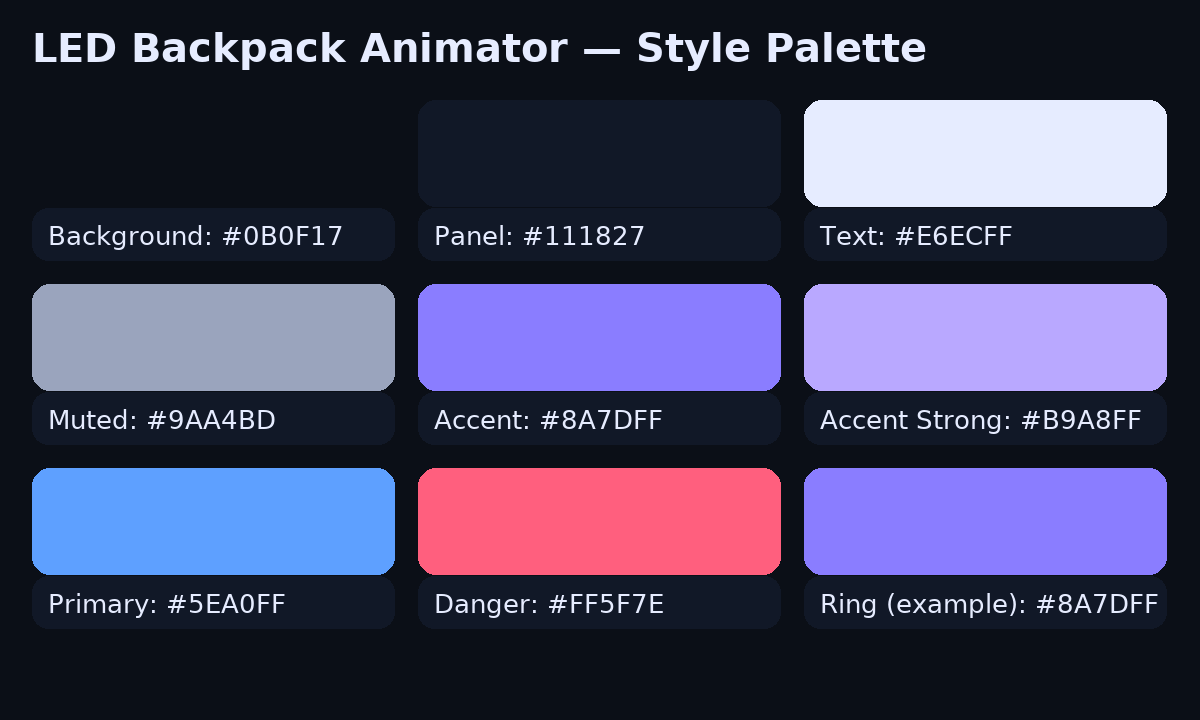 LED Backpack Animator — Style Palette
Background: #0B0F17
Panel: #111827
Text: #E6ECFF
Muted: #9AA4BD
Accent: #8A7DFF
Accent Strong: #B9A8FF
Primary: #5EA0FF
Danger: #FF5F7E
Ring (example): #8A7DFF